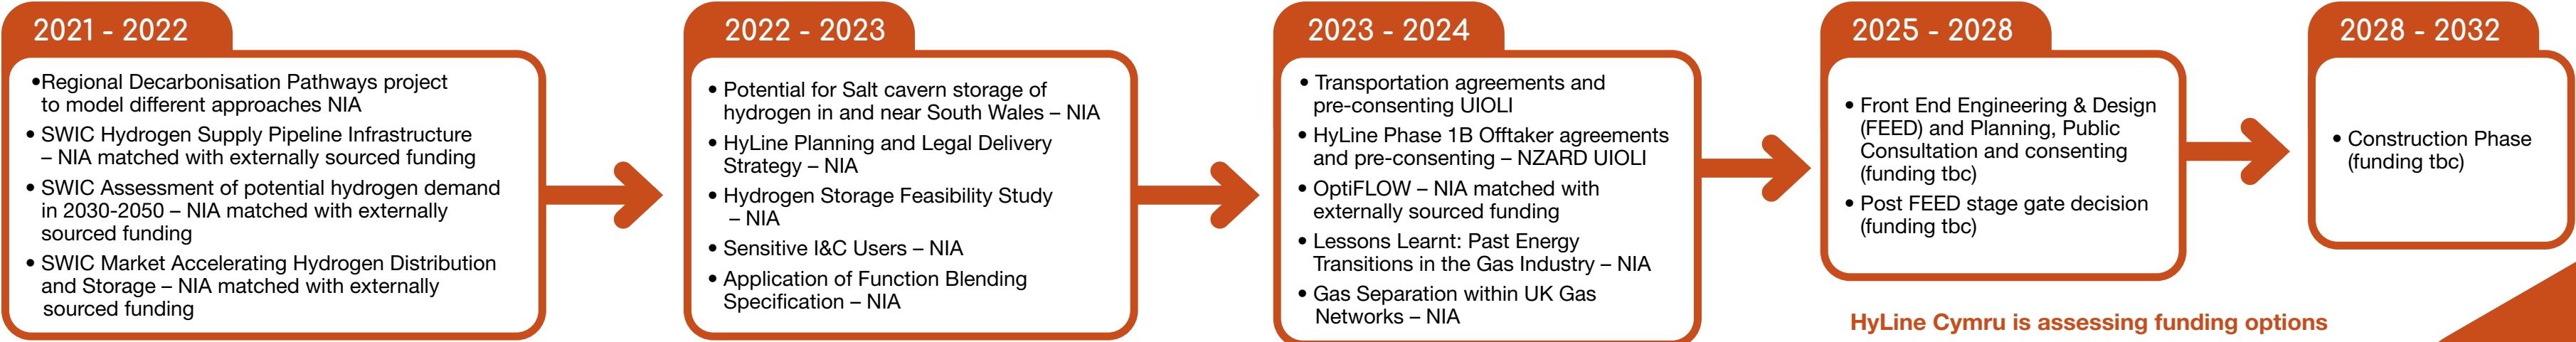 2021 - 2022
•Regional Decarbonisation Pathways project
to model different approaches NIA
• SWIC Hydrogen Supply Pipeline Infrastructure
– NIA matched with externally sourced funding
• SWIC Assessment of potential hydrogen demand
in 2030-2050 – NIA matched with externally
sourced funding
• SWIC Market Accelerating Hydrogen Distribution
and Storage – NIA matched with externally
sourced funding
2022 - 2023
• Potential for Salt cavern storage of
hydrogen in and near South Wales – NIA
• HyLine Planning and Legal Delivery
Strategy – NIA
• Hydrogen Storage Feasibility Study
– NIA
• Sensitive I&C Users – NIA
• Application of Function Blending
Specification – NIA
2023 - 2024
• Transportation agreements and
pre-consenting UIOLI
• HyLine Phase 1B Offtaker agreements
and pre-consenting – NZARD UIOLI
• OptiFLOW – NIA matched with
externally sourced funding
• Lessons Learnt: Past Energy
Transitions in the Gas Industry – NIA
• Gas Separation within UK Gas
Networks – NIA
2025 - 2028
• Front End Engineering & Design
(FEED) and Planning, Public
Consultation and consenting
(funding tbc)
• Post FEED stage gate decision
(funding tbc)
2028 - 2032
• Construction Phase
(funding tbc)
HyLine Cymru is assessing funding options